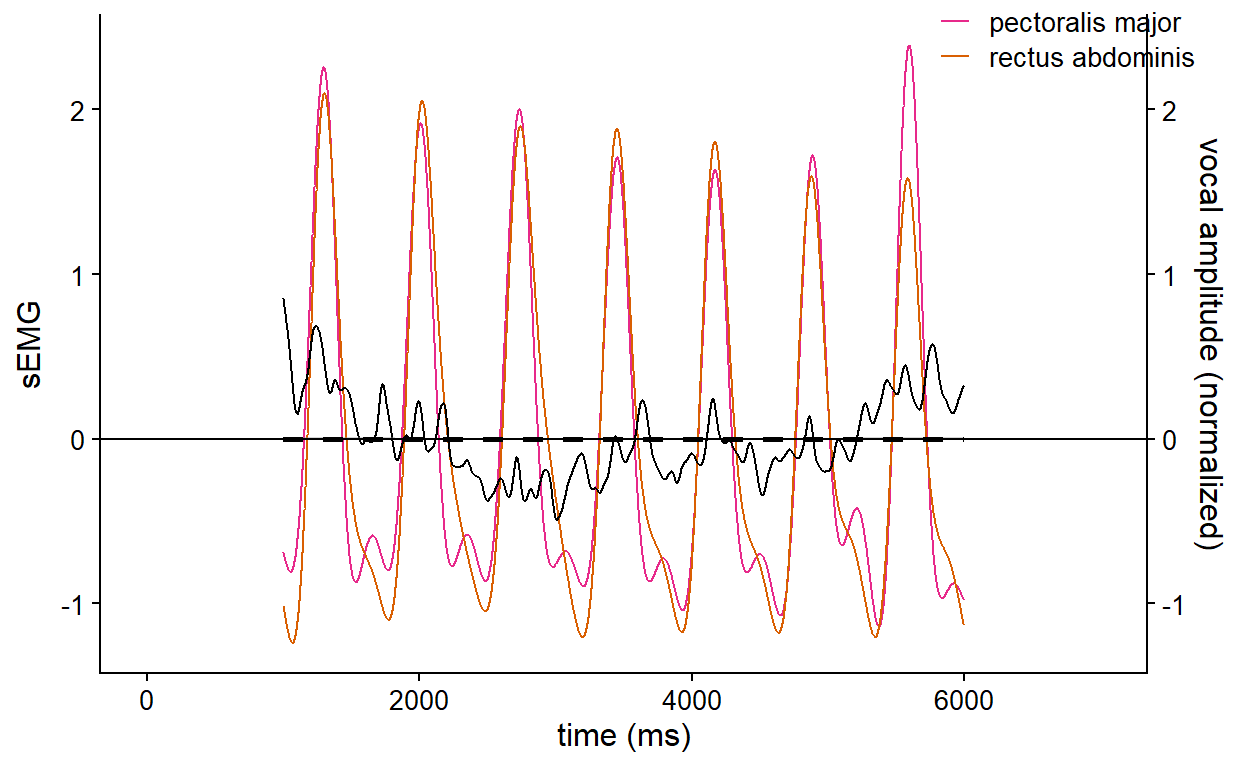 pectoralis major
rectus abdominis
sEMG
2
1
0
-1
2
1
0
-1
vocal amplitude (normalized)
0 2000 4000 6000
time (ms)